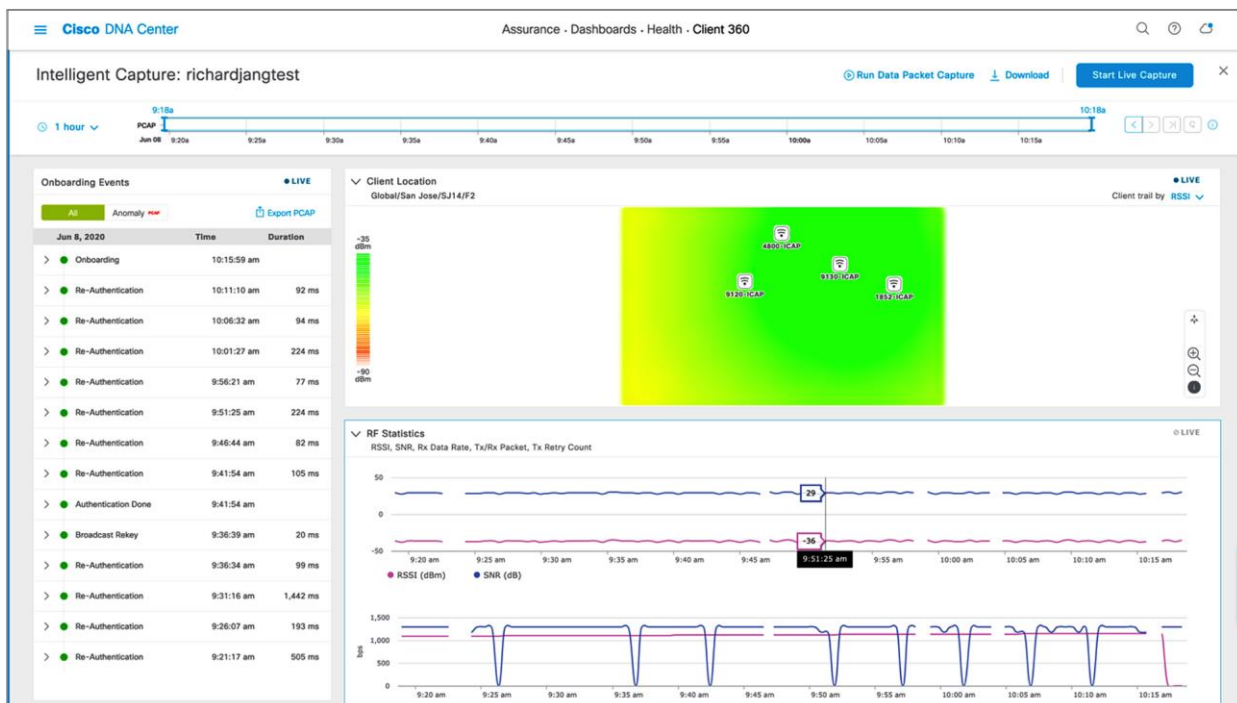 Cisco DNA Center
Assurance · Dashboards · Health · Client 360
Intelligent Capture: richardjangtest
Run Data Packet Capture
Download
Start Live Capture
1 hour
9:18a
10:18a
PCAP
Jun 08 9:20a 9:25a 9:30a 9:40a 9:45a 9:50a 9:55a 10:00a 10:05a 10:10a 10:15a
Onboarding Events
LIVE
All
Anomaly PCAP
Export PCAP
Jun 8, 2020 Time Duration
Onboarding 10:15:59 am
Re-Authentication 10:11:10 am 92 ms
Re-Authentication 10:06:32 am 94 ms
Re-Authentication 10:01:27 am 224 ms
Re-Authentication 9:56:21 am 77 ms
Re-Authentication 9:51:25 am 224 ms
Re-Authentication 9:46:44 am 82 ms
Re-Authentication 9:41:54 am 105 ms
Authentication Done 9:41:54 am
Broadcast Rekey 9:36:39 am 20 ms
Re-Authentication 9:36:34 am 99 ms
Re-Authentication 9:31:16 am 1,442 ms
Re-Authentication 9:26:07 am 193 ms
Re-Authentication 9:21:17 am 505 ms
Client Location
LIVE
Global/San Jose/SJ14/F2
Client trail by RSSI
-35
dBm
-90
dBm
4800-ICAP
9130-ICAP
9120-ICAP
1852-ICAP
RF Statistics
LIVE
RSSI, SNR, Rx Data Rate, Tx/Rx Packet, Tx Retry Count
50
0
-50
29
-36
9:20 am 9:25 am 9:30 am 9:35 am 9:40 am 9:45 am 9:51:25 am 9:55 am 10:00 am 10:05 am 10:10 am 10:15 am
RSSI (dBm) SNR (dB)
1,500
1,000
500
0
bps
9:20 am 9:25 am 9:30 am 9:35 am 9:40 am 9:45 am 9:50 am 9:55 am 10:00 am 10:05 am 10:10 am 10:15 am